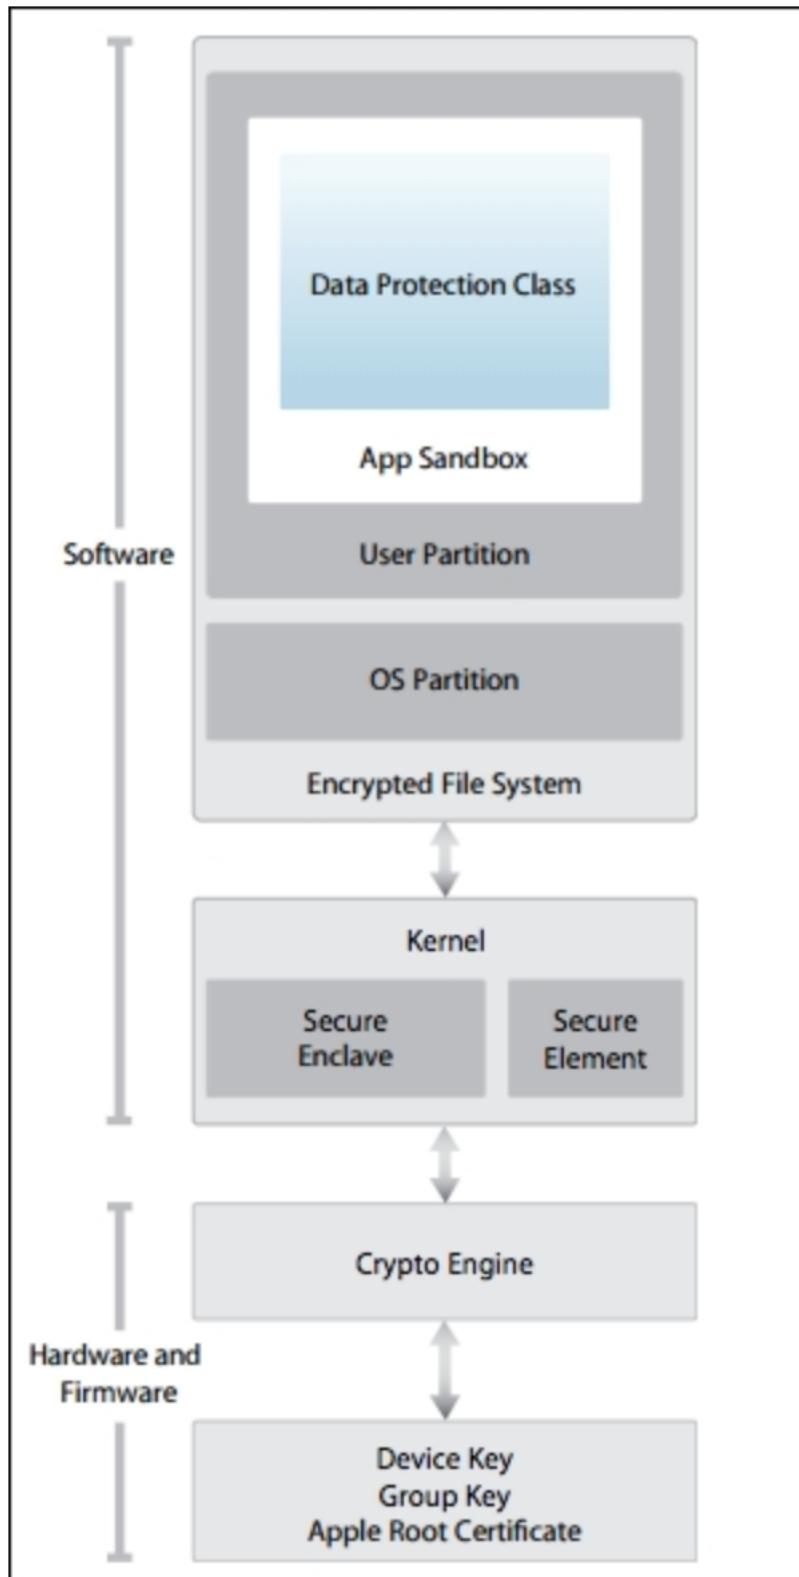 Data Protection Class
App Sandbox
Software
User Partition
OS Partition
Encrypted File System
Kernel
Secure
Enclave
Secure
Element
Crypto Engine
Hardware and
Firmware
Device Key
Group Key
Apple Root Certificate